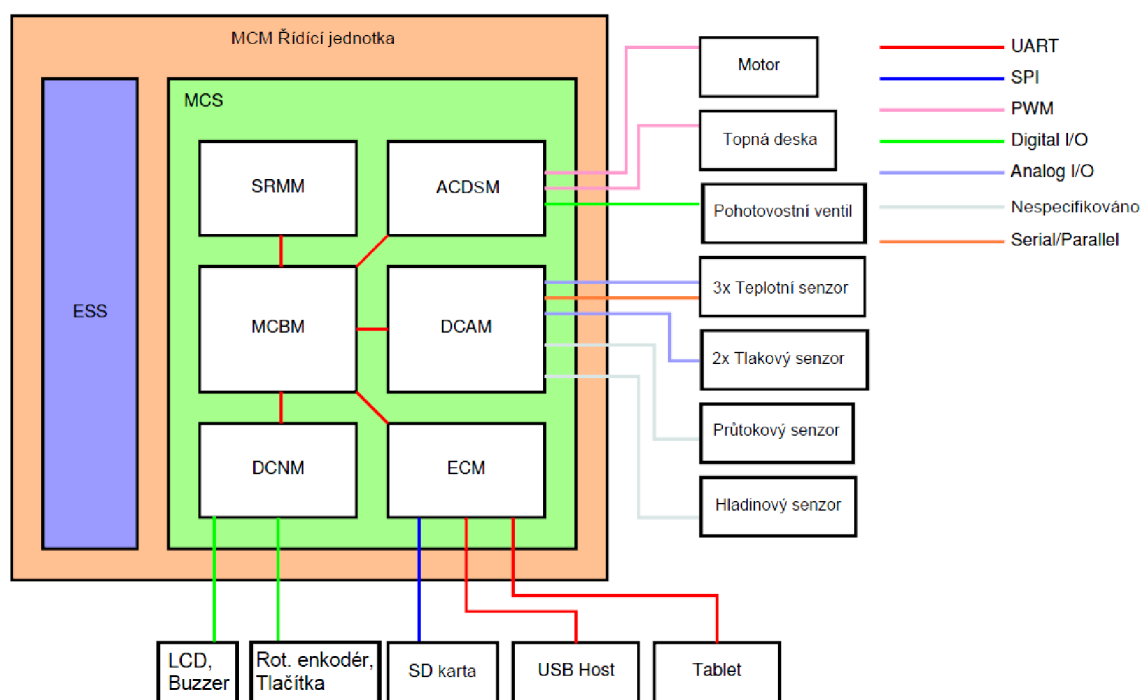 MCM Řídící jednotka
ESS
MCS
SRMM
ACDSM
MCBM
DCAM
DCNM
ECM
Motor
Topná deska
Pohotovostní ventil
3x Teplotní senzor
2x Tlakový senzor
Průtokový senzor
Hladinový senzor
UART
SPI
PWM
Digital I/O
Analog I/O
Nespecifikováno
Serial/Parallel
LCD,
Buzzer
Rot. enkodér,
Tlačítka
SD karta
USB Host
Tablet